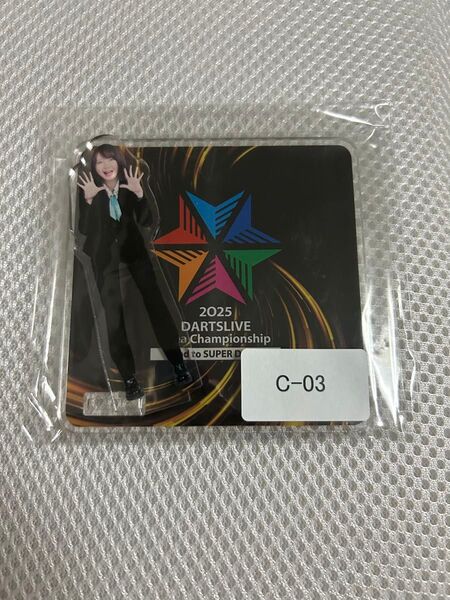 2025
DARTSLIVE
Championship
to SUPER
C-03